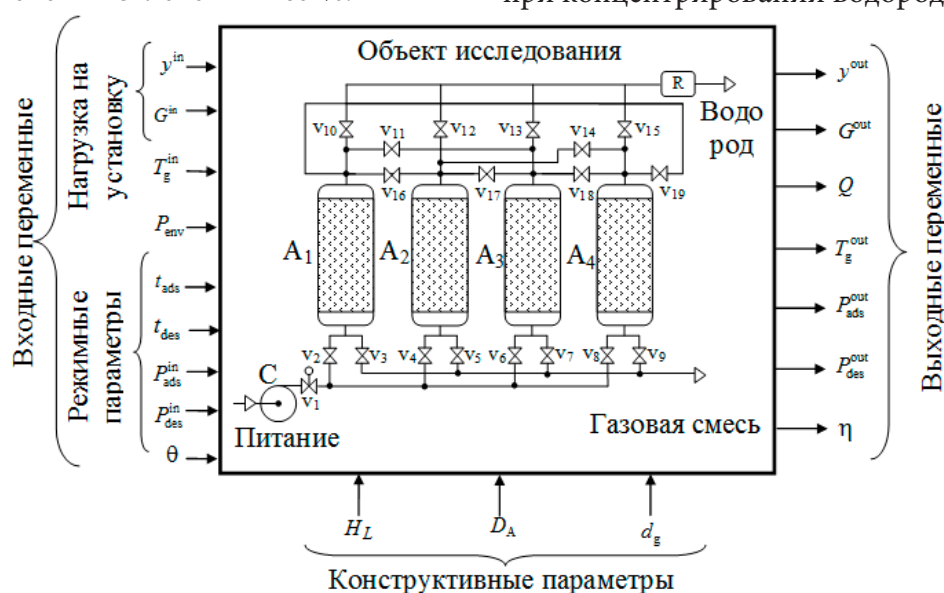 при концентрировании водород
Объект исследования
R
Водо
род
v10
v11
v12
v13
v14
v15
v16
v17
v18
v19
A1
A2
A3
A4
v2
v3
v4
v5
v6
v7
v8
v9
C
v1
Питание
Газовая смесь
Входные переменные
Нагрузка на
установку
Режимные
параметры
y^in
G^in
T_g^in
P_env
t_ads
t_des
P_ads^in
P_des^in
θ
y^out
G^out
Q
T_g^out
P_ads^out
P_des^out
η
Выходные переменные
H_L
D_A
d_g
Конструктивные параметры